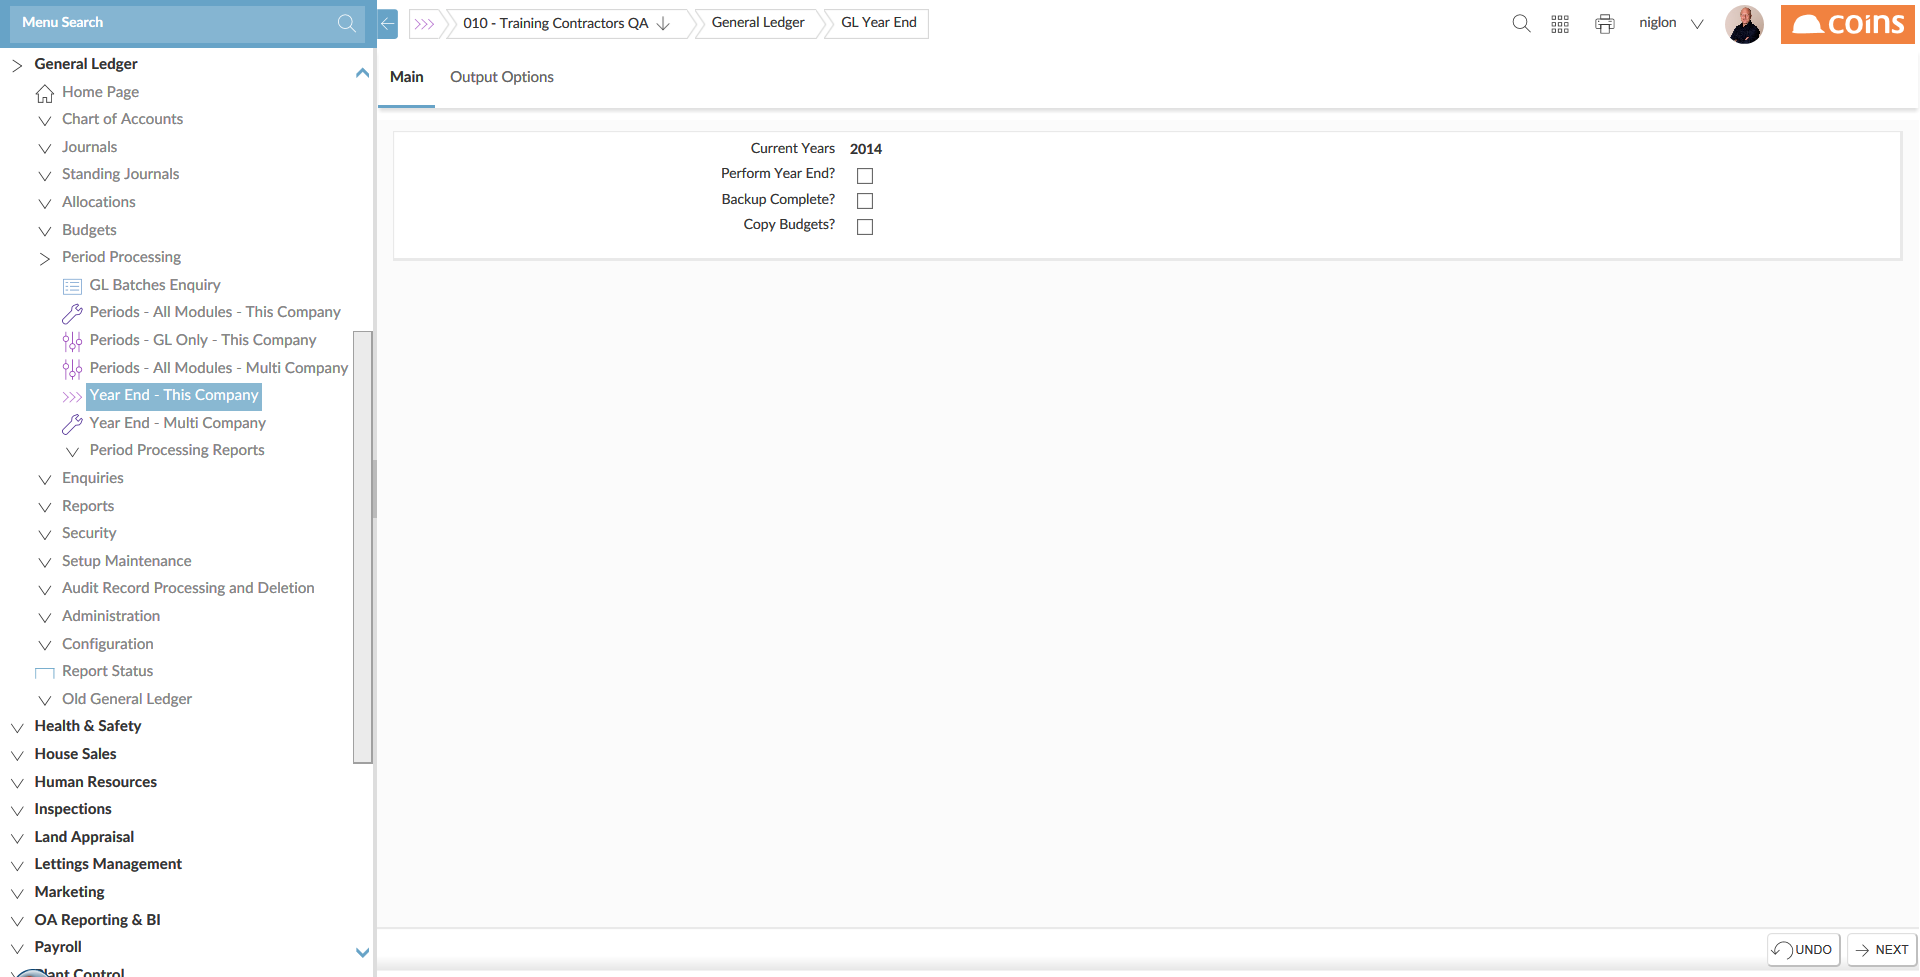 Menu Search
010 - Training Contractors QA
General Ledger
GL Year End
niglon
coins
General Ledger
Home Page
Chart of Accounts
Journals
Standing Journals
Allocations
Budgets
Period Processing
GL Batches Enquiry
Periods - All Modules - This Company
Periods - GL Only - This Company
Periods - All Modules - Multi Company
Year End - This Company
Year End - Multi Company
Period Processing Reports
Enquiries
Reports
Security
Setup Maintenance
Audit Record Processing and Deletion
Administration
Configuration
Report Status
Old General Ledger
Health & Safety
House Sales
Human Resources
Inspections
Land Appraisal
Lettings Management
Marketing
OA Reporting & BI
Payroll
Control
Main
Output Options
Current Years 2014
Perform Year End?
Backup Complete?
Copy Budgets?
UNDO
NEXT